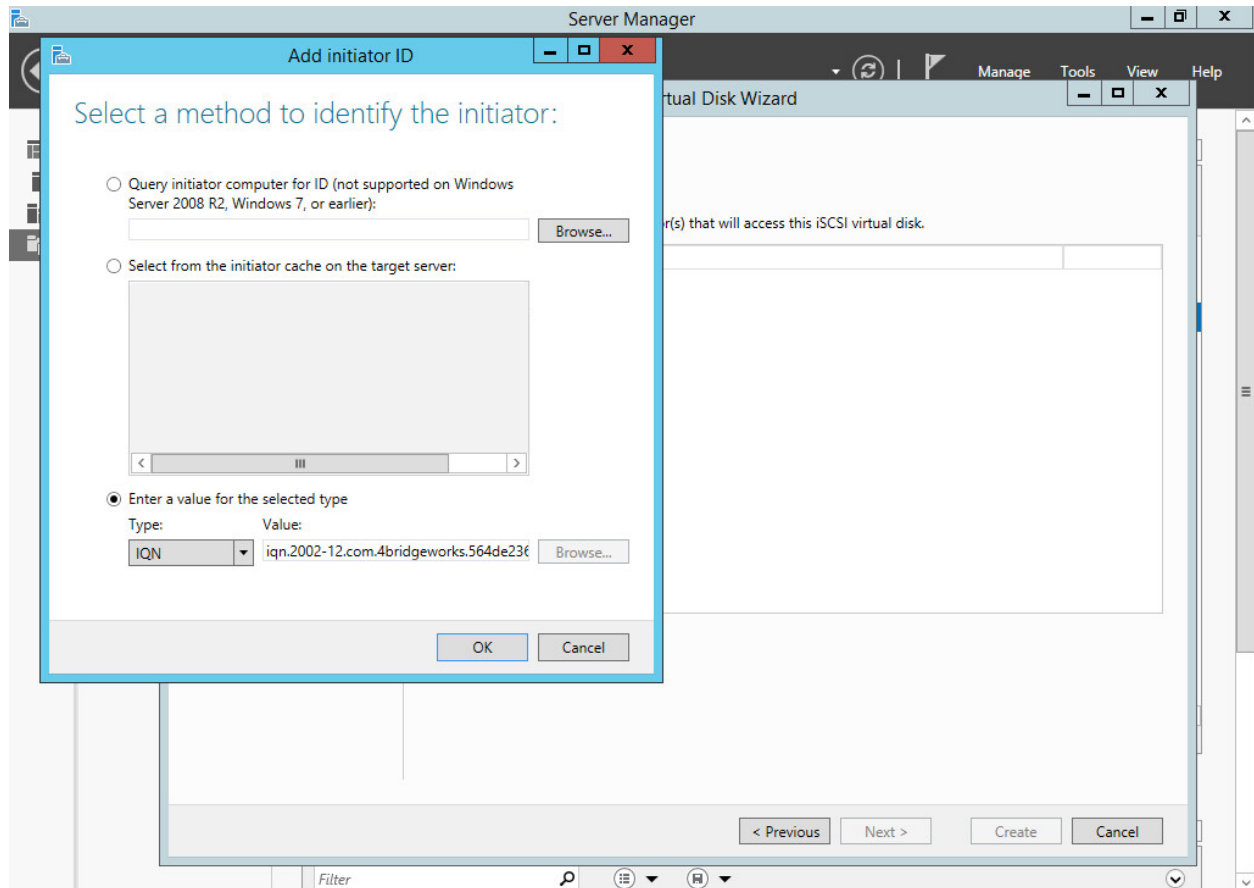 Server Manager
Add initiator ID
Manage Tools View Help
rtual Disk Wizard
Select a method to identify the initiator:
Query initiator computer for ID (not supported on Windows
Server 2008 R2, Windows 7, or earlier):
Browse...
r(s) that will access this iSCSI virtual disk.
Select from the initiator cache on the target server:
Enter a value for the selected type
Type: Value:
IQN iqn.2002-12.com.4bridgeworks.564de236 Browse...
OK Cancel
< Previous Next > Create Cancel
Filter